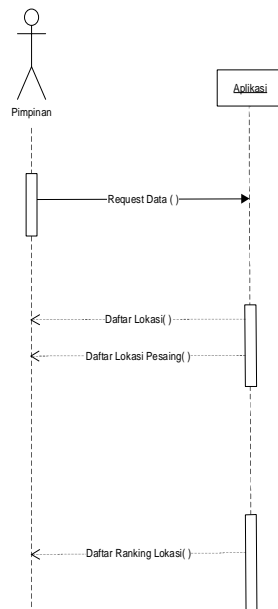 Aplikasi
Pimpinan
Request Data ( )
Daftar Lokasi( )
Daftar Lokasi Pesaing( )
Daftar Ranking Lokasi( )